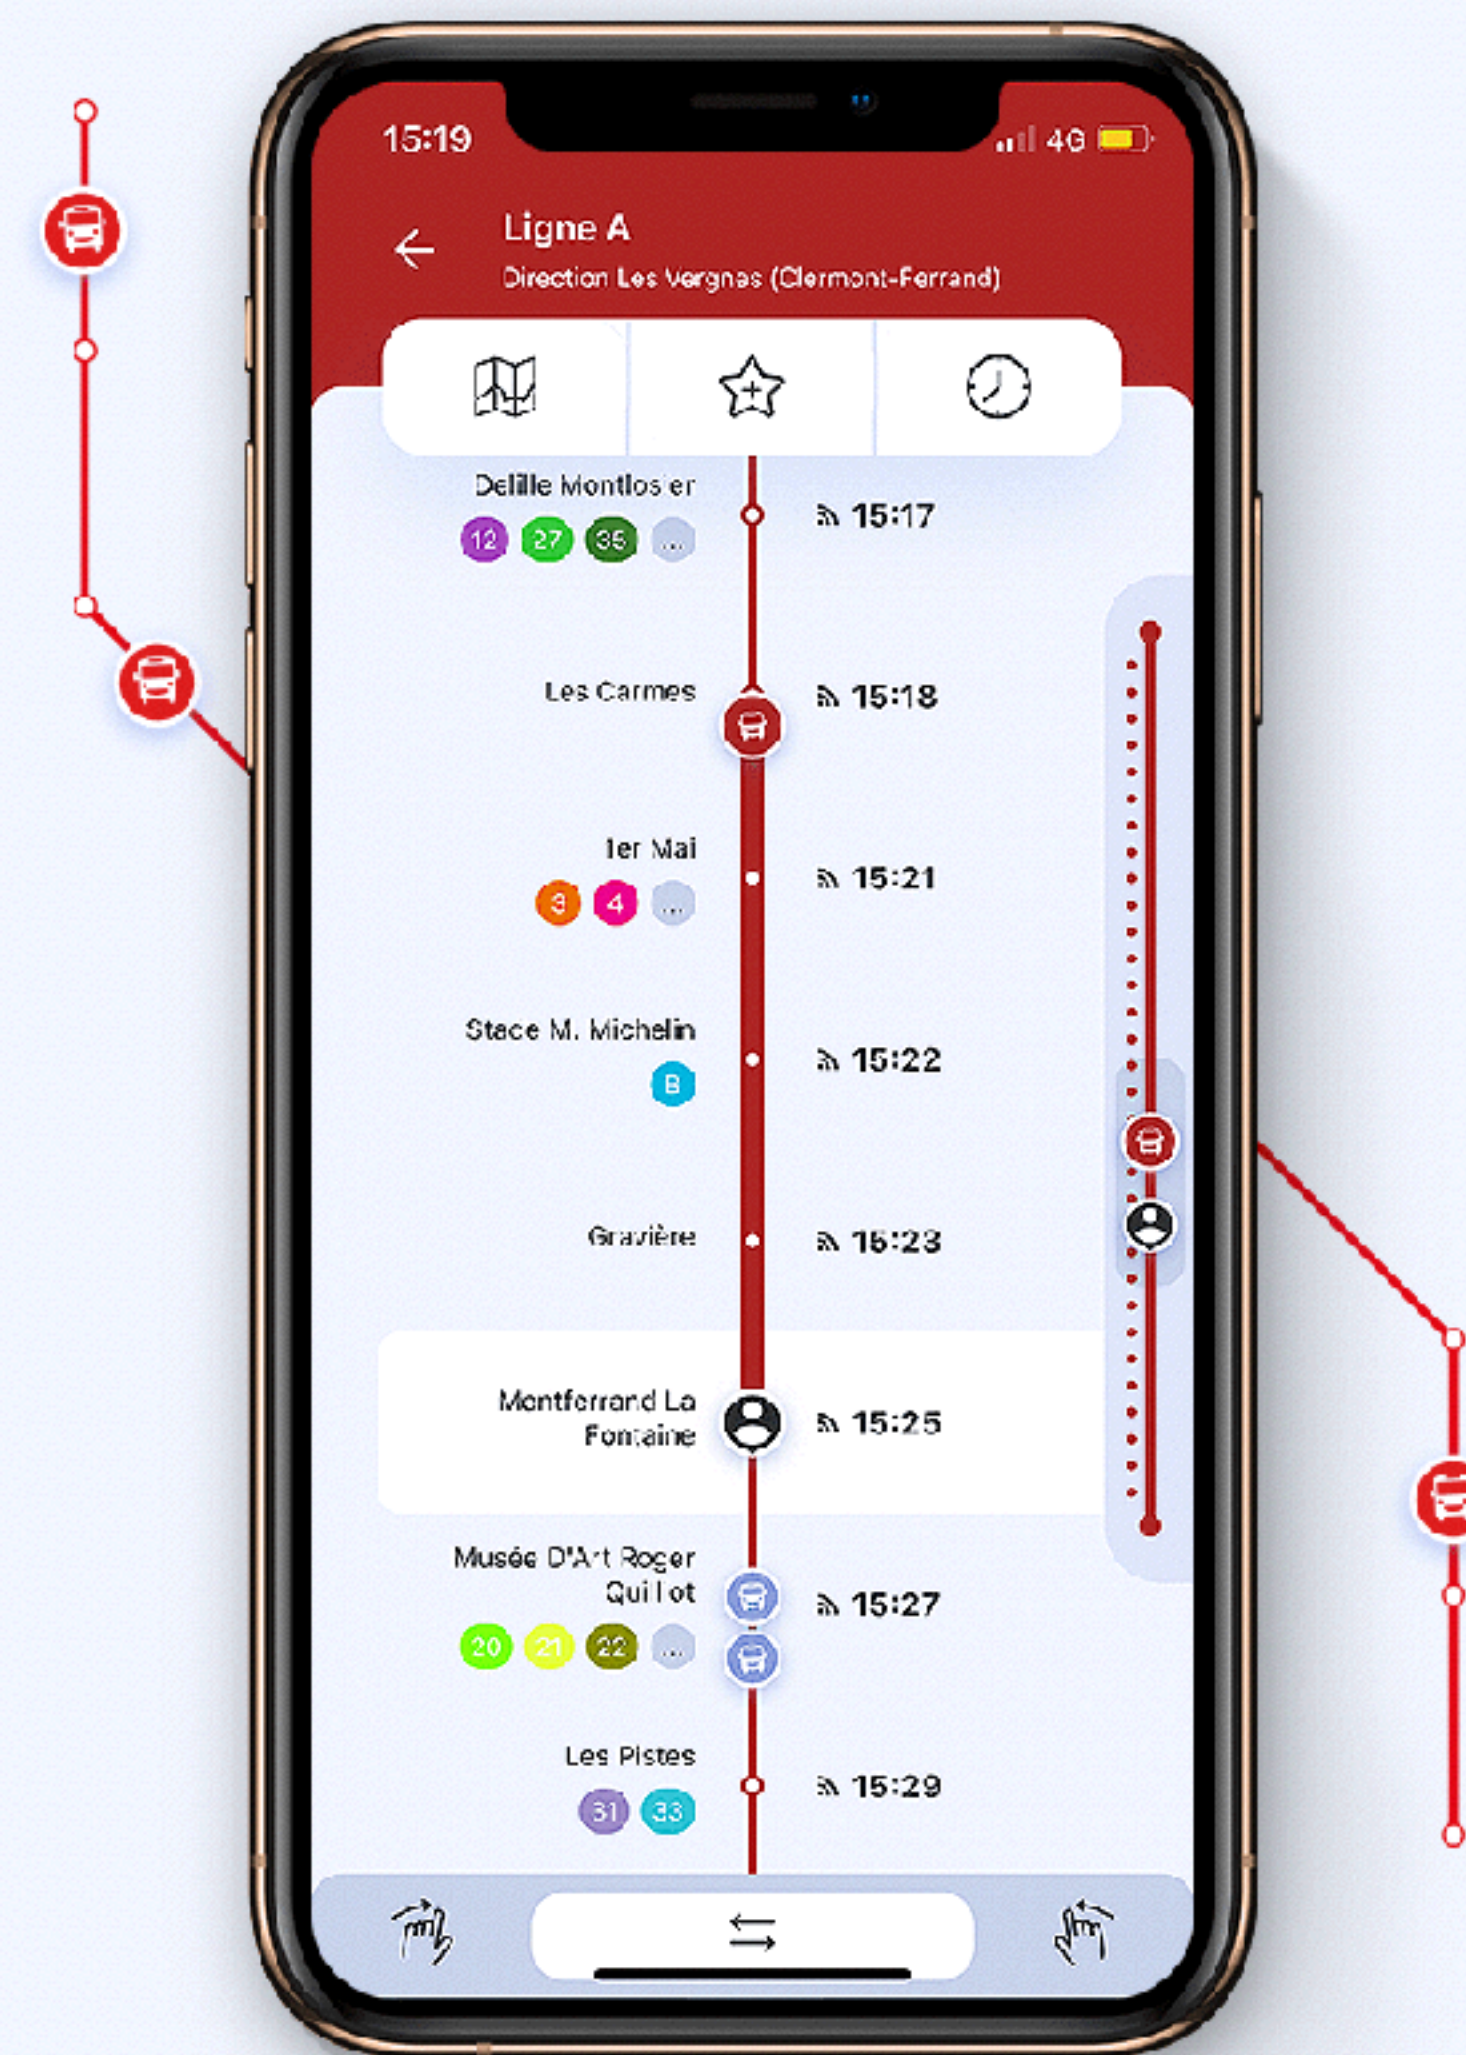 15:19
4G
Ligne A
Direction Les Vergnes (Clermont-Ferrand)
Delille Montlosier
15:17
12 27 35 ...
Les Carmes
15:18
1er Mai
15:21
3 4 ...
Stade M. Michelin
15:22
B
Gravière
15:23
Montferrand La
Fontaine
15:25
Musée D'Art Roger
Quilliot
15:27
20 21 22 ...
Les Pistes
15:29
31 33